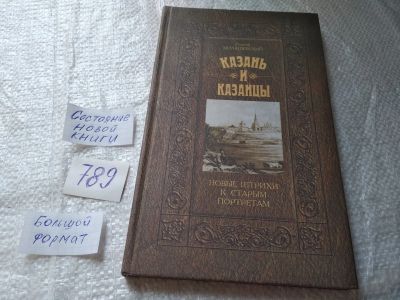 Состояние
новой
книги
789
Большой
формат
КАЗАНЬ
И
КАЗАНЦЫ
НОВЫЕ ШТРИХИ
К СТАРЫМ
ПОРТРЕТАМ